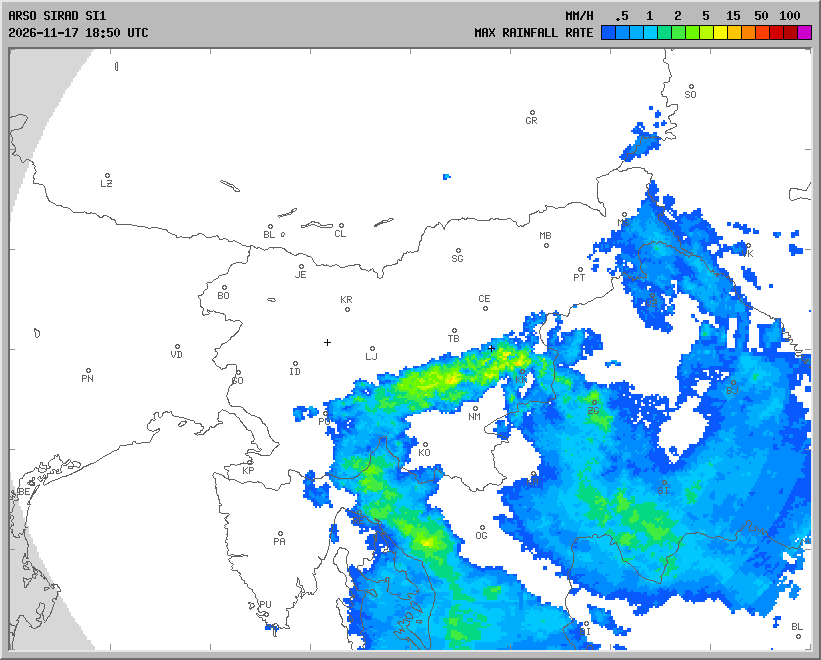 ARSO SIRAD SI1
MM/H .5 1 2 5 15 50 100
2026-11-17 18:50 UTC
MAX RAINFALL RATE
SO
GR
LZ
BL
CL
MB
SG
PT
JE
BO
KR
CE
TB
VD
LJ
ID
PN
GO
NM
KO
KP
BE
OG
PA
PU
BL